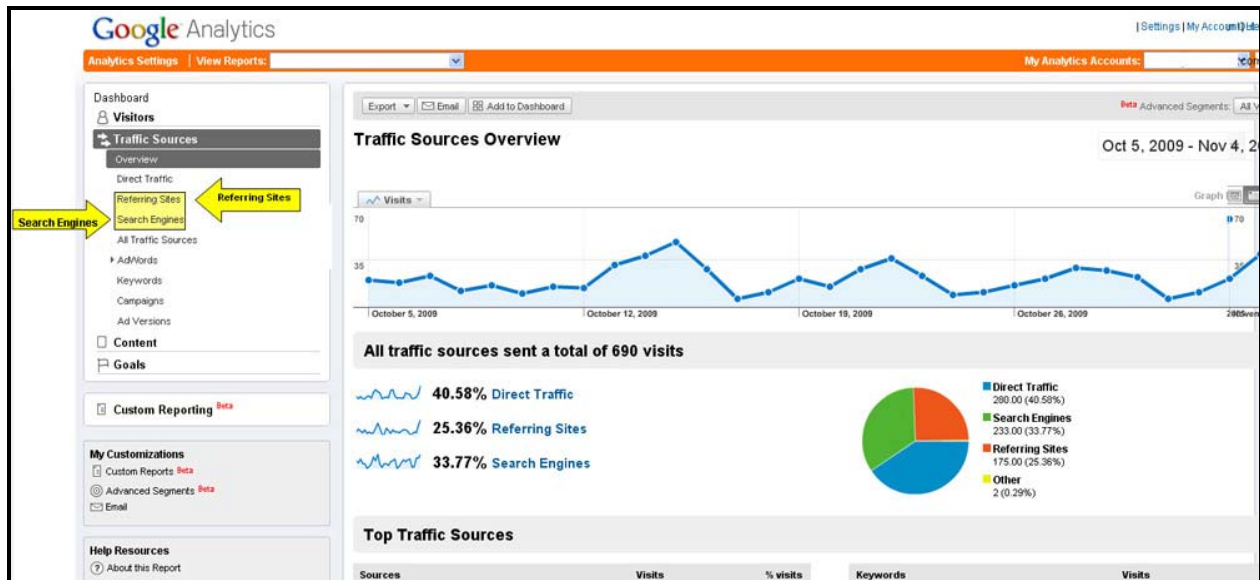 Google Analytics
| Settings | My Account
Analytics Settings | View Reports:
My Analytics Accounts:
Dashboard
Visitors
Traffic Sources
Overview
Direct Traffic
Referring Sites
Search Engines
All Traffic Sources
AdWords
Keywords
Campaigns
Ad Versions
Content
Goals
Search Engines
Referring Sites
Custom Reporting Beta
My Customizations
Custom Reports Beta
Advanced Segments Beta
Email
Help Resources
About this Report
Export Email Add to Dashboard
Beta Advanced Segments: All
Traffic Sources Overview
Oct 5, 2009 - Nov 4,
Visits
Graph
70 70
35 35
October 5, 2009 October 12, 2009 October 19, 2009 October 26, 2009
All traffic sources sent a total of 690 visits
40.58% Direct Traffic
25.36% Referring Sites
33.77% Search Engines
Direct Traffic
280.00 (40.58%)
Search Engines
233.00 (33.77%)
Referring Sites
175.00 (25.36%)
Other
2 (0.29%)
Top Traffic Sources
Sources Visits % visits Keywords Visits